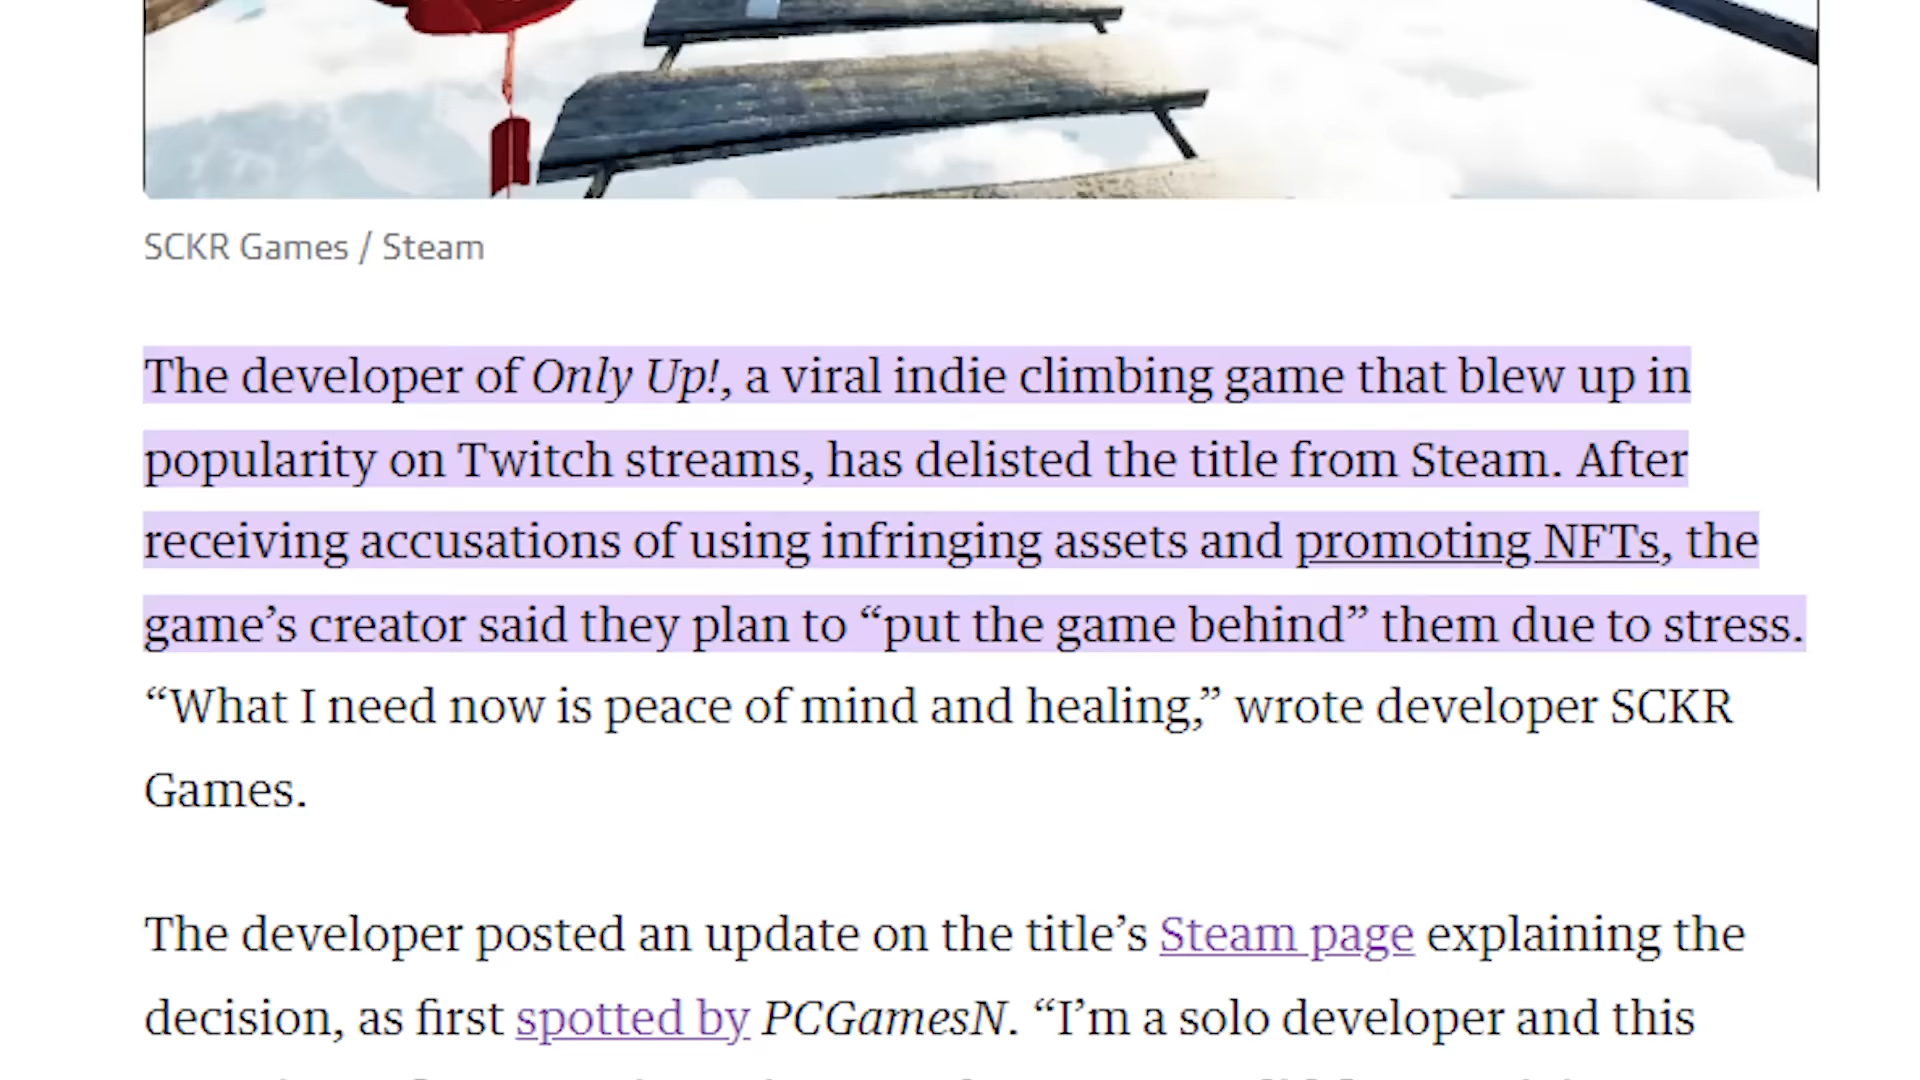 SCKR Games / Steam
The developer of Only Up!, a viral indie climbing game that blew up in
popularity on Twitch streams, has delisted the title from Steam. After
receiving accusations of using infringing assets and promoting NFTs, the
game’s creator said they plan to “put the game behind” them due to stress.
“What I need now is peace of mind and healing,” wrote developer SCKR
Games.
The developer posted an update on the title’s Steam page explaining the
decision, as first spotted by PCGamesN. “I’m a solo developer and this